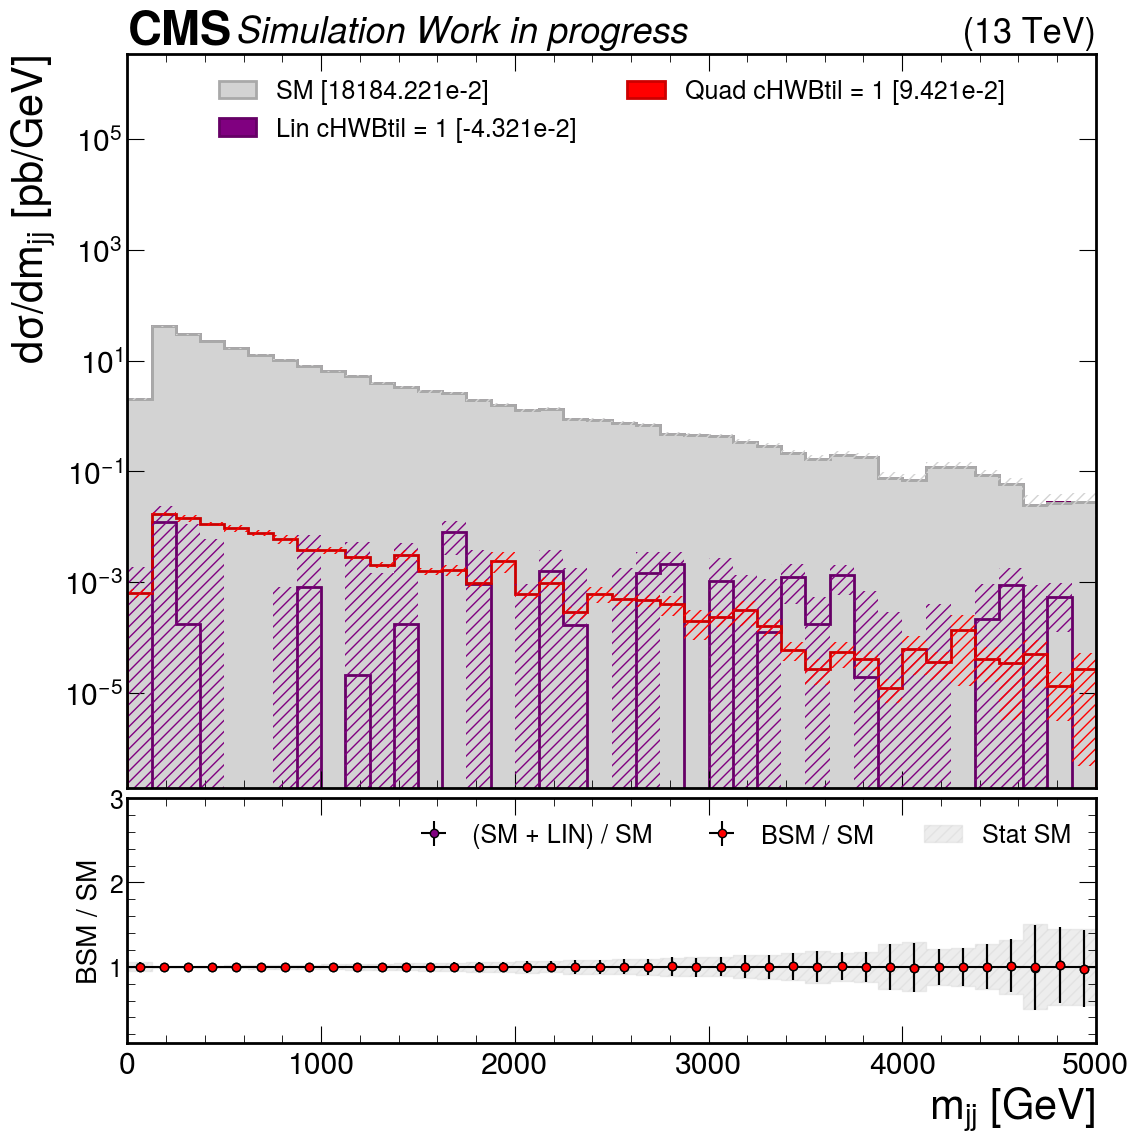 CMS Simulation Work in progress (13 TeV)
SM [18184.221e-2]
Quad cHWBtil = 1 [9.421e-2]
Lin cHWBtil = 1 [-4.321e-2]
dσ/dm_jj [pb/GeV]
10^5
10^3
10^1
10^−1
10^−3
10^−5
(SM + LIN) / SM
BSM / SM
Stat SM
BSM / SM
3
2
1
0 1000 2000 3000 4000 5000
m_jj [GeV]